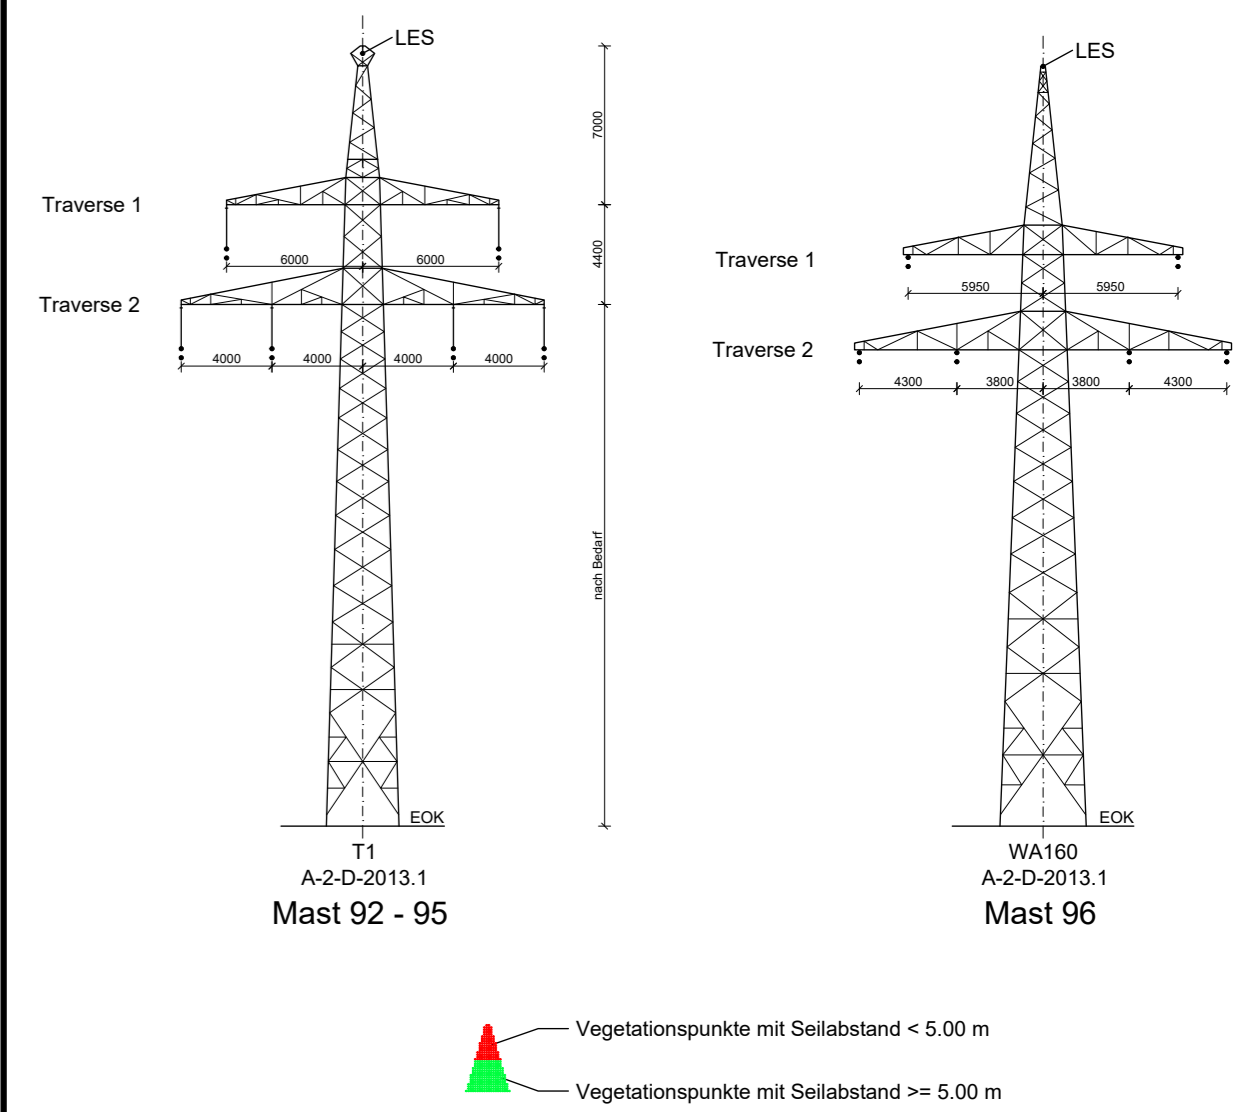 LES
7000
Traverse 1
4400
6000 6000
Traverse 2
4000 4000 4000 4000
nach Bedarf
EOK
T1
A-2-D-2013.1
Mast 92 - 95
LES
Traverse 1
5950 5950
Traverse 2
4300 3800 3800 4300
EOK
WA160
A-2-D-2013.1
Mast 96
Vegetationspunkte mit Seilabstand < 5.00 m
Vegetationspunkte mit Seilabstand >= 5.00 m